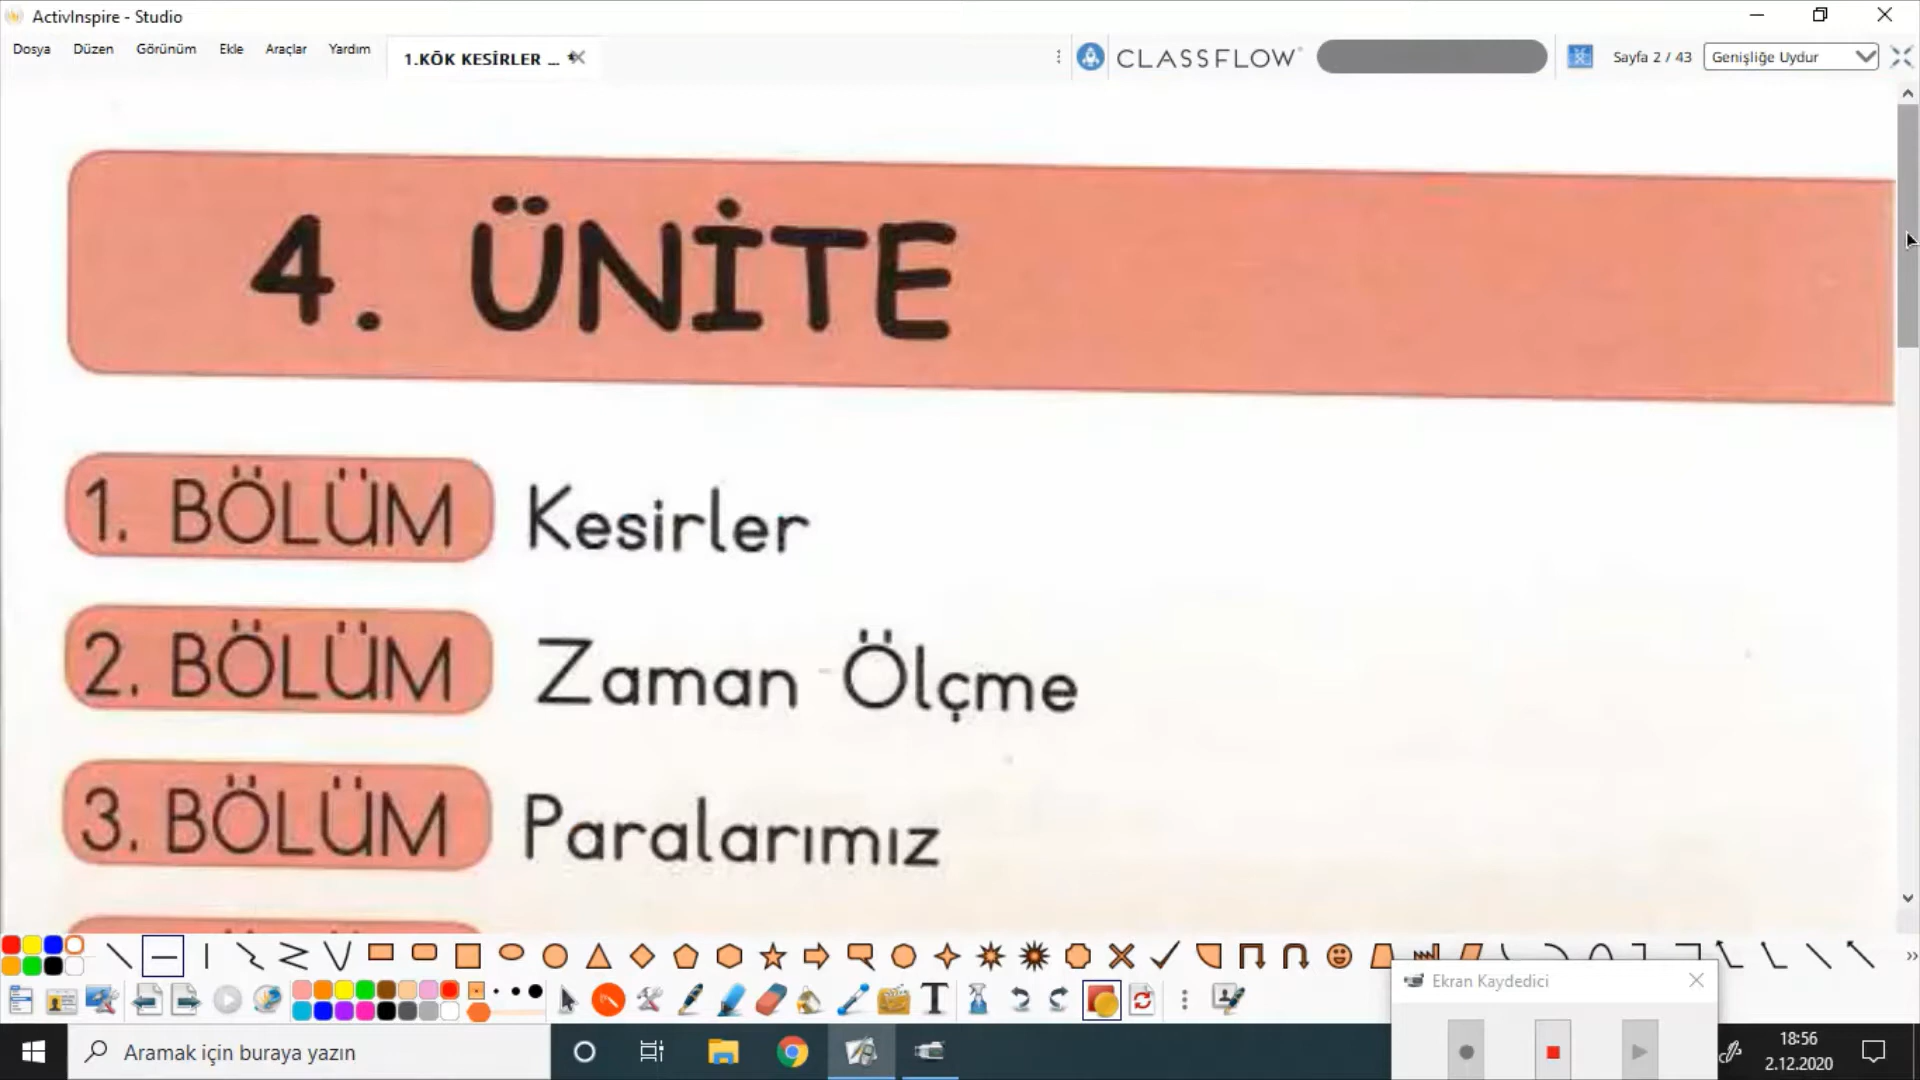 ActivInspire - Studio
Dosya Düzen Görünüm Ekle Araçlar Yardım
1.KÖK KESİRLER ...
CLASSFLOW
Sayfa 2 / 43
Genişliğe Uydur
4. ÜNİTE
1. BÖLÜM Kesirler
2. BÖLÜM Zaman Ölçme
3. BÖLÜM Paralarımız
Ekran Kaydedici
Aramak için buraya yazın
18:56
2.12.2020